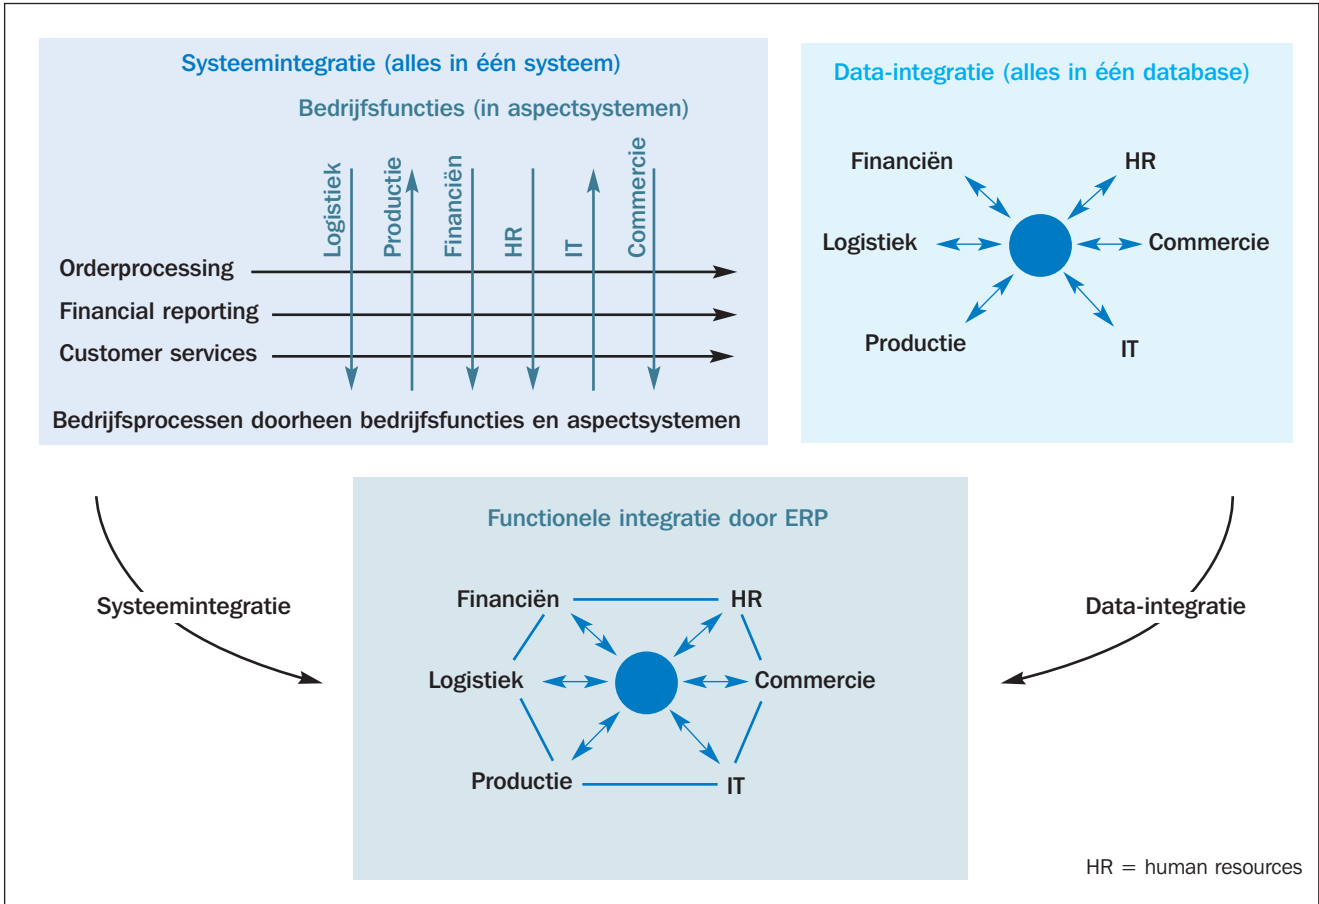 Systeemintegratie (alles in één systeem)
Bedrijfsfuncties (in aspectsystemen)
Logistiek
Productie
Financiën
HR
IT
Commercie
Orderprocessing
Financial reporting
Customer services
Bedrijfsprocessen doorheen bedrijfsfuncties en aspectsystemen
Data-integratie (alles in één database)
Financiën
HR
Logistiek
Commercie
Productie
IT
Systeemintegratie
Data-integratie
Functionele integratie door ERP
Financiën
HR
Logistiek
Commercie
Productie
IT
HR = human resources